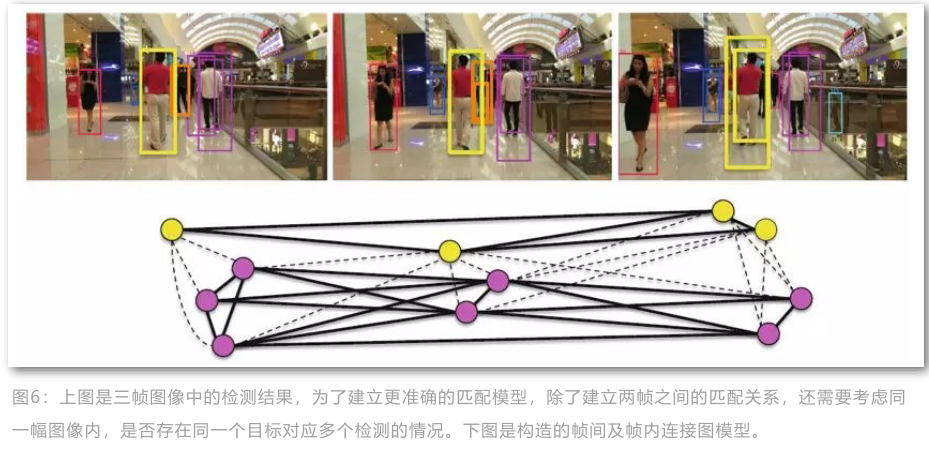 图6：上图是三帧图像中的检测结果，为了建立更准确的匹配模型，除了建立两帧之间的匹配关系，还需要考虑同
一幅图像内，是否存在同一个目标对应多个检测的情况。下图是构造的帧间及帧内连接图模型。